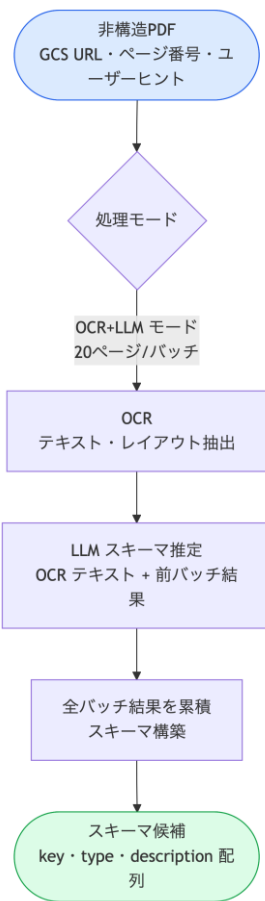 非構造PDF
GCS URL・ページ番号・ユ
ーザーヒント
処理モード
OCR+LLM モード
20ページ/バッチ
OCR
テキスト・レイアウト抽出
LLM スキーマ推定
OCR テキスト + 前バッチ結
果
全バッチ結果を累積
スキーマ構築
スキーマ候補
key・type・description 配
列